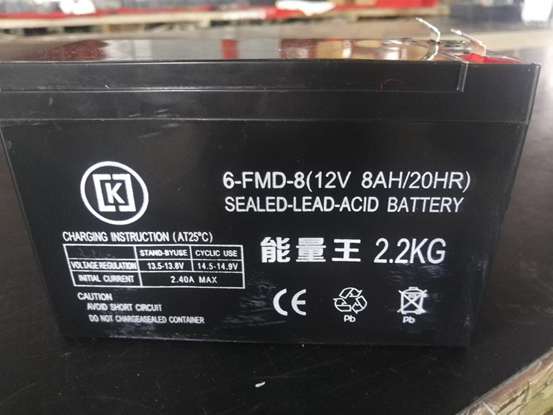 K
6-FMD-8(12V 8AH/20HR)
SEALED-LEAD-ACID BATTERY
CHARGING INSTRUCTION (AT25°C)
STAND-BYUSE CYCLIC USE
VOLTAGE REGULATION 13.5-13.8V 14.5-14.9V
INITIAL CURRENT 2.40A MAX
能量王 2.2KG
CAUTION
AVOID SHORT CIRCUIT
DO NOT CHARGEASEALED CONTAINER
CE
Pb Pb